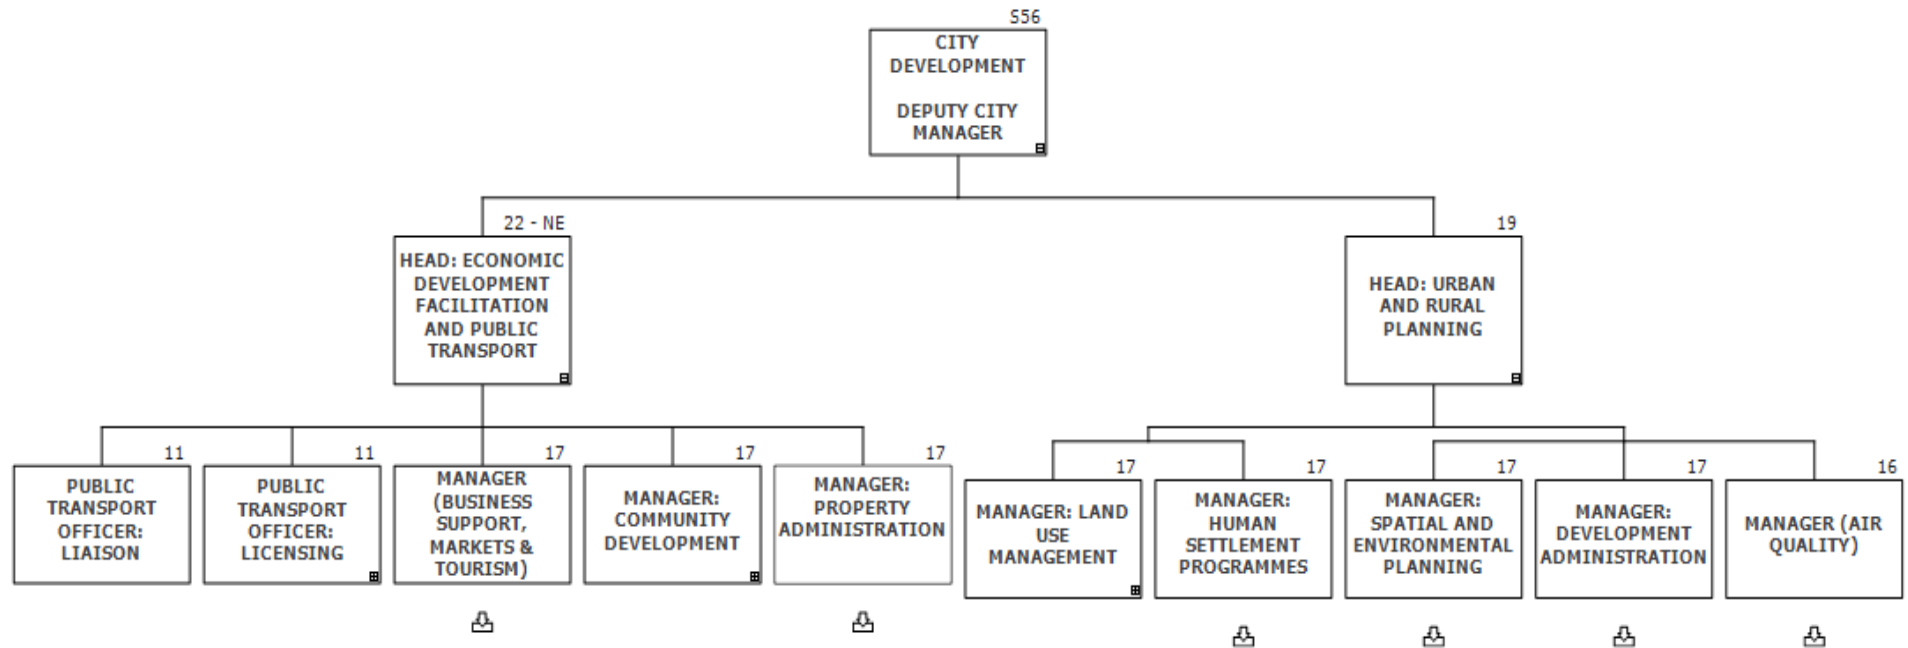 S56
CITY
DEVELOPMENT
DEPUTY CITY
MANAGER
22 - NE
HEAD: ECONOMIC
DEVELOPMENT
FACILITATION
AND PUBLIC
TRANSPORT
19
HEAD: URBAN
AND RURAL
PLANNING
11
PUBLIC
TRANSPORT
OFFICER:
LIAISON
11
PUBLIC
TRANSPORT
OFFICER:
LICENSING
17
MANAGER
(BUSINESS
SUPPORT,
MARKETS &
TOURISM)
17
MANAGER:
COMMUNITY
DEVELOPMENT
17
MANAGER:
PROPERTY
ADMINISTRATION
17
MANAGER: LAND
USE
MANAGEMENT
17
MANAGER:
HUMAN
SETTLEMENT
PROGRAMMES
17
MANAGER:
SPATIAL AND
ENVIRONMENTAL
PLANNING
17
MANAGER:
DEVELOPMENT
ADMINISTRATION
16
MANAGER (AIR
QUALITY)